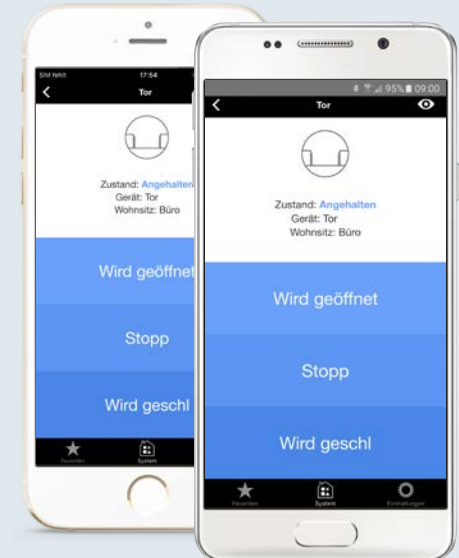 SIM fehlt 17:54
Tor
Zustand: Angehalten
Gerät: Tor
Wohnsitz: Büro
Wird geöffnet
Stopp
Wird geschl
Favoriten System
95% 09:00
Tor
Zustand: Angehalten
Gerät: Tor
Wohnsitz: Büro
Wird geöffnet
Stopp
Wird geschl
Favoriten System Einstellungen